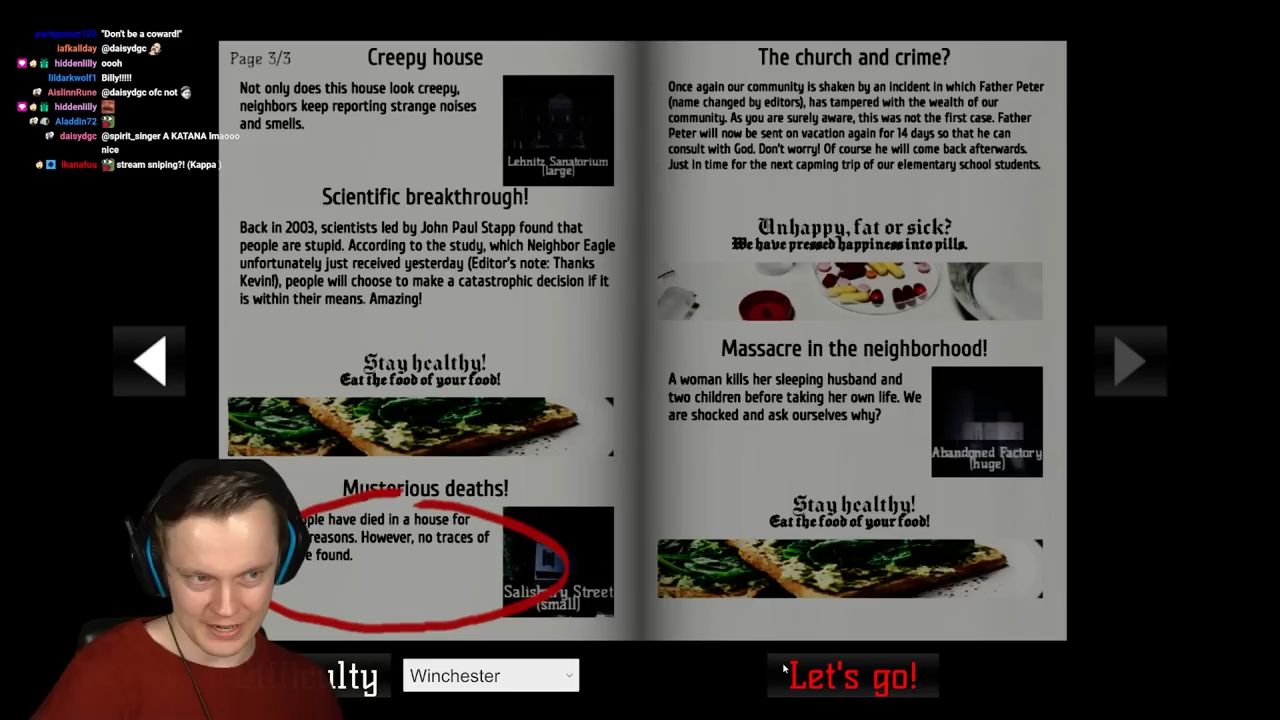 partygamer123 "Don't be a coward!"
iafkallday @daisydgc
hiddenlilly oooh
lildarkwolf1 Billy!!!!!
AislinnRune @daisydgc ofc not
hiddenlilly
Aladdin72
daisydgc @spirit_singer A KATANA lmaooo
nice
Ikanafuu stream sniping?! (Kappa )
Page 3/3
Creepy house
Not only does this house look creepy,
neighbors keep reporting strange noises
and smells.
Lehnitz Sanatorium
(large)
Scientific breakthrough!
Back in 2003, scientists led by John Paul Stapp found that
people are stupid. According to the study, which Neighbor Eagle
unfortunately just received yesterday (Editor's note: Thanks
Kevin!), people will choose to make a catastrophic decision if it
is within their means. Amazing!
Stay healthy!
Eat the food of your food!
Mysterious deaths!
have died in a house for
reasons. However, no traces of
found.
Salisbury Street
(small)
The church and crime?
Once again our community is shaken by an incident in which Father Peter
(name changed by editors), has tampered with the wealth of our
community. As you are surely aware, this was not the first case. Father
Peter will now be sent on vacation again for 14 days so that he can
consult with God. Don't worry! Of course he will come back afterwards.
Just in time for the next capming trip of our elementary school students.
Unhappy, fat or sick?
We have pressed happiness into pills.
Massacre in the neighborhood!
A woman kills her sleeping husband and
two children before taking her own life. We
are shocked and ask ourselves why?
Abandoned Factory
(huge)
Stay healthy!
Eat the food of your food!
Winchester
Let's go!